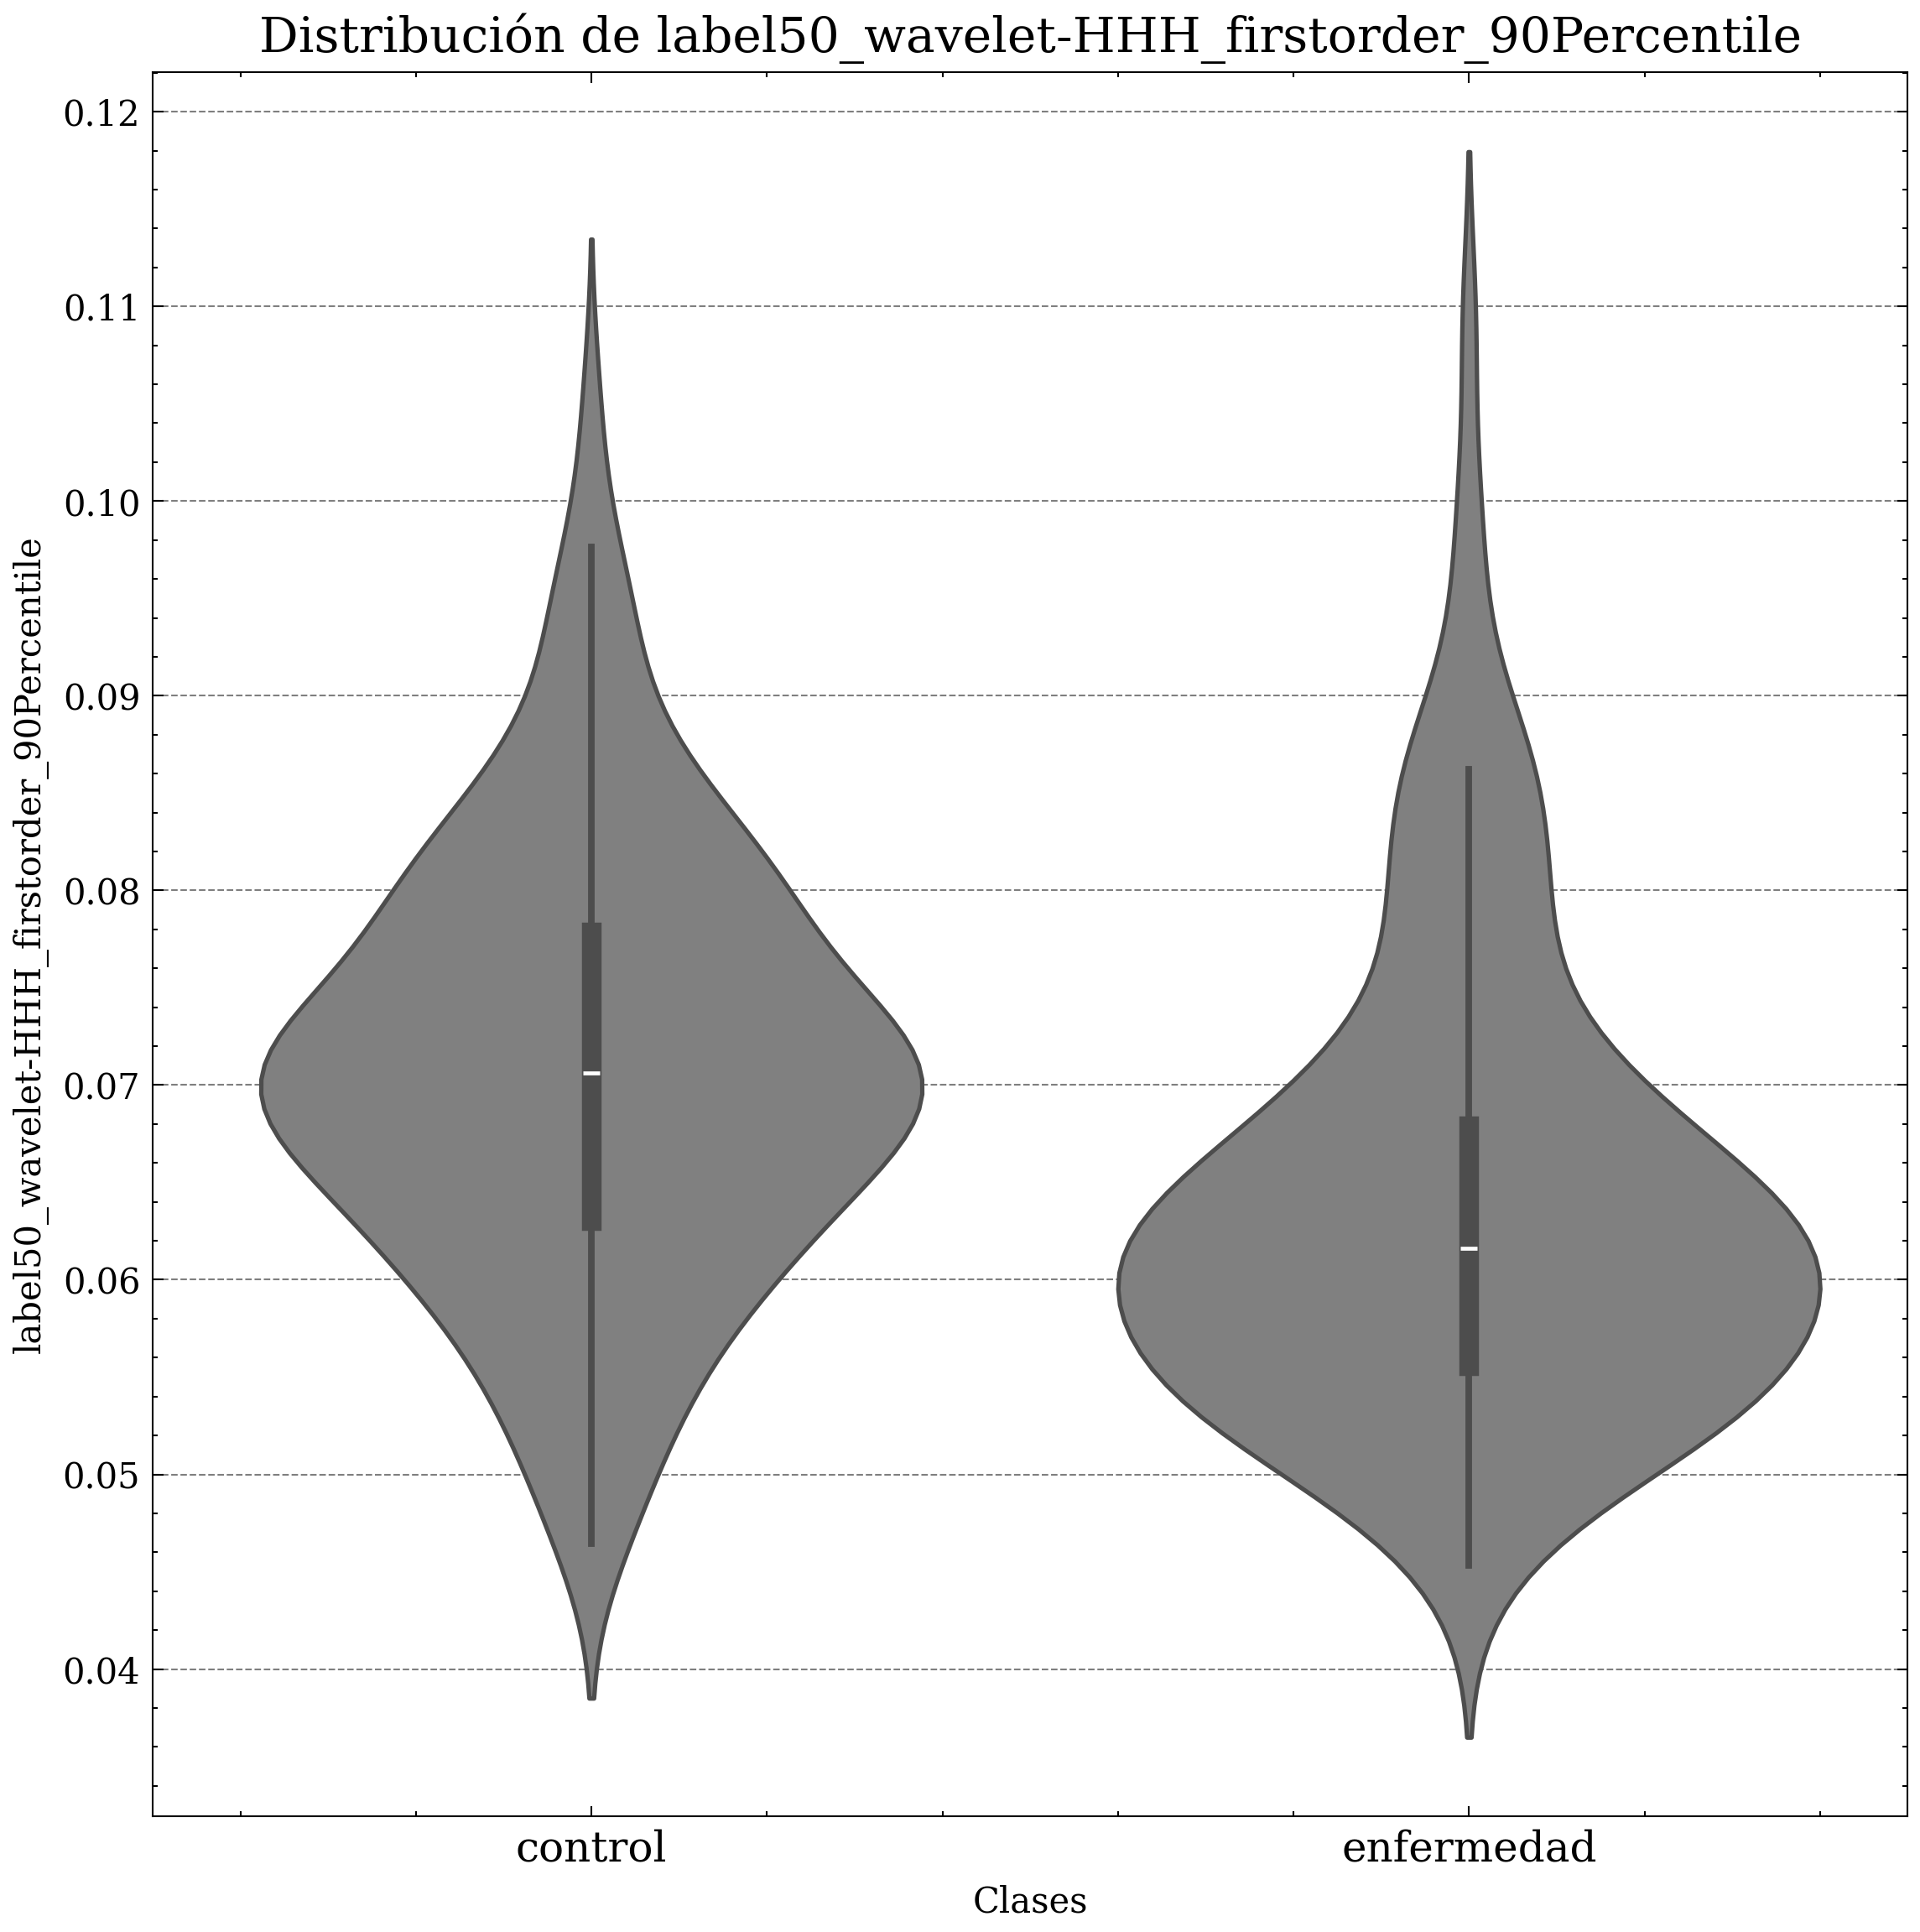 Distribución de label50_wavelet-HHH_firstorder_90Percentile
label50_wavelet-HHH_firstorder_90Percentile
0.12
0.11
0.10
0.09
0.08
0.07
0.06
0.05
0.04
control
enfermedad
Clases